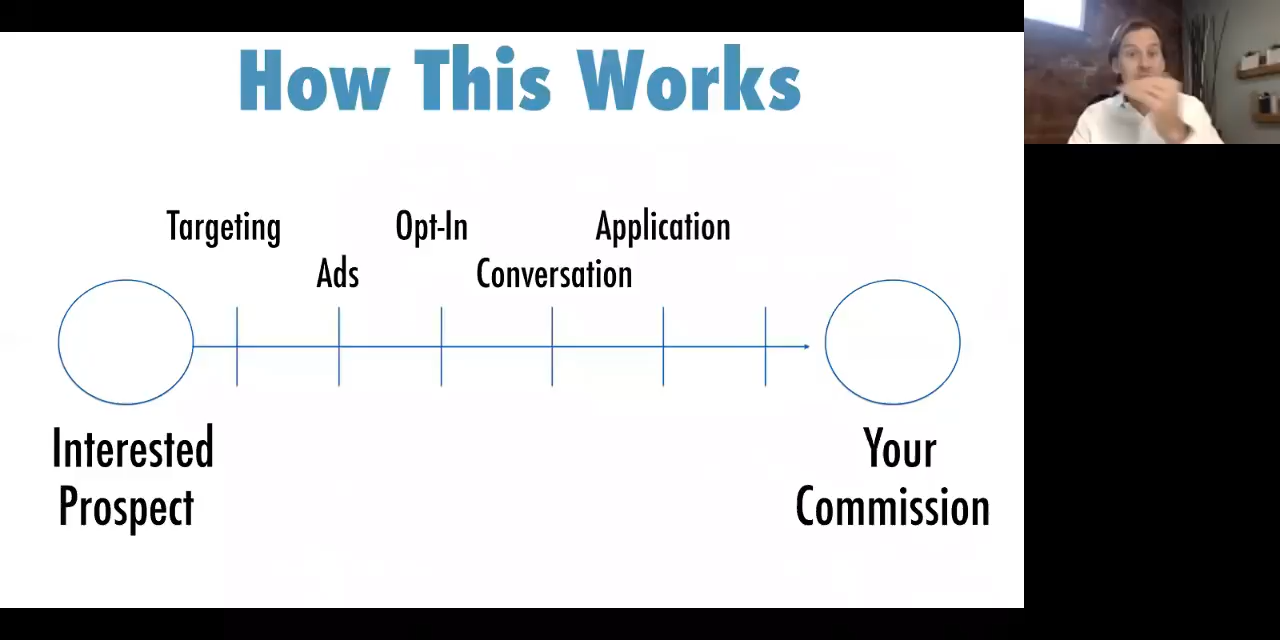 How This Works
Targeting
Opt-In
Application
Ads
Conversation
Interested
Prospect
Your
Commission